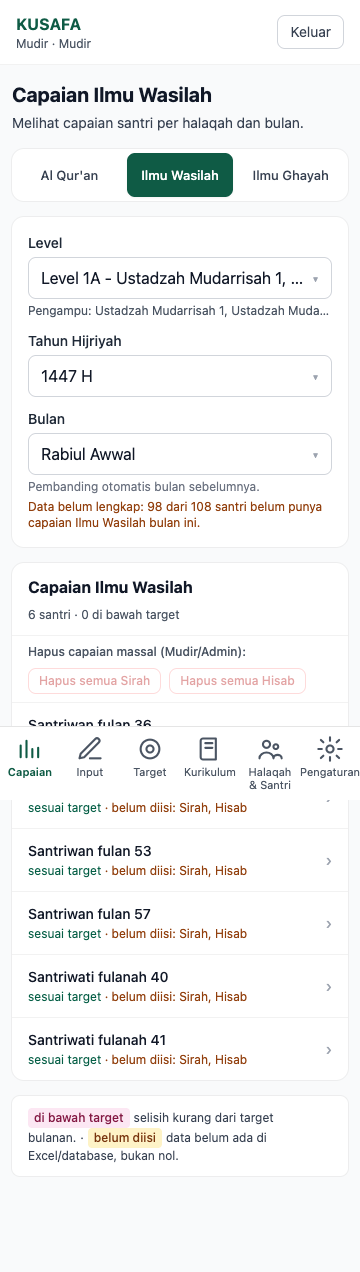 KUSAFA
Mudir · Mudir
Keluar
Capaian Ilmu Wasilah
Melihat capaian santri per halaqah dan bulan.
Al Qur'an
Ilmu Wasilah
Ilmu Ghayah
Level
Level 1A - Ustadzah Mudarrisah 1, ...
Pengampu: Ustadzah Mudarrisah 1, Ustadzah Muda...
Tahun Hijriyah
1447 H
Bulan
Rabiul Awwal
Pembanding otomatis bulan sebelumnya.
Data belum lengkap: 98 dari 108 santri belum punya
capaian Ilmu Wasilah bulan ini.
Capaian Ilmu Wasilah
6 santri · 0 di bawah target
Hapus capaian massal (Mudir/Admin):
Hapus semua Sirah
Hapus semua Hisab
Santriwan fulan 36
Capaian
Input
Target
Kurikulum
Halaqah
& Santri
Pengaturan
sesuai target · belum diisi: Sirah, Hisab
Santriwan fulan 53
sesuai target · belum diisi: Sirah, Hisab
Santriwan fulan 57
sesuai target · belum diisi: Sirah, Hisab
Santriwati fulanah 40
sesuai target · belum diisi: Sirah, Hisab
Santriwati fulanah 41
sesuai target · belum diisi: Sirah, Hisab
di bawah target selisih kurang dari target
bulanan. · belum diisi data belum ada di
Excel/database, bukan nol.